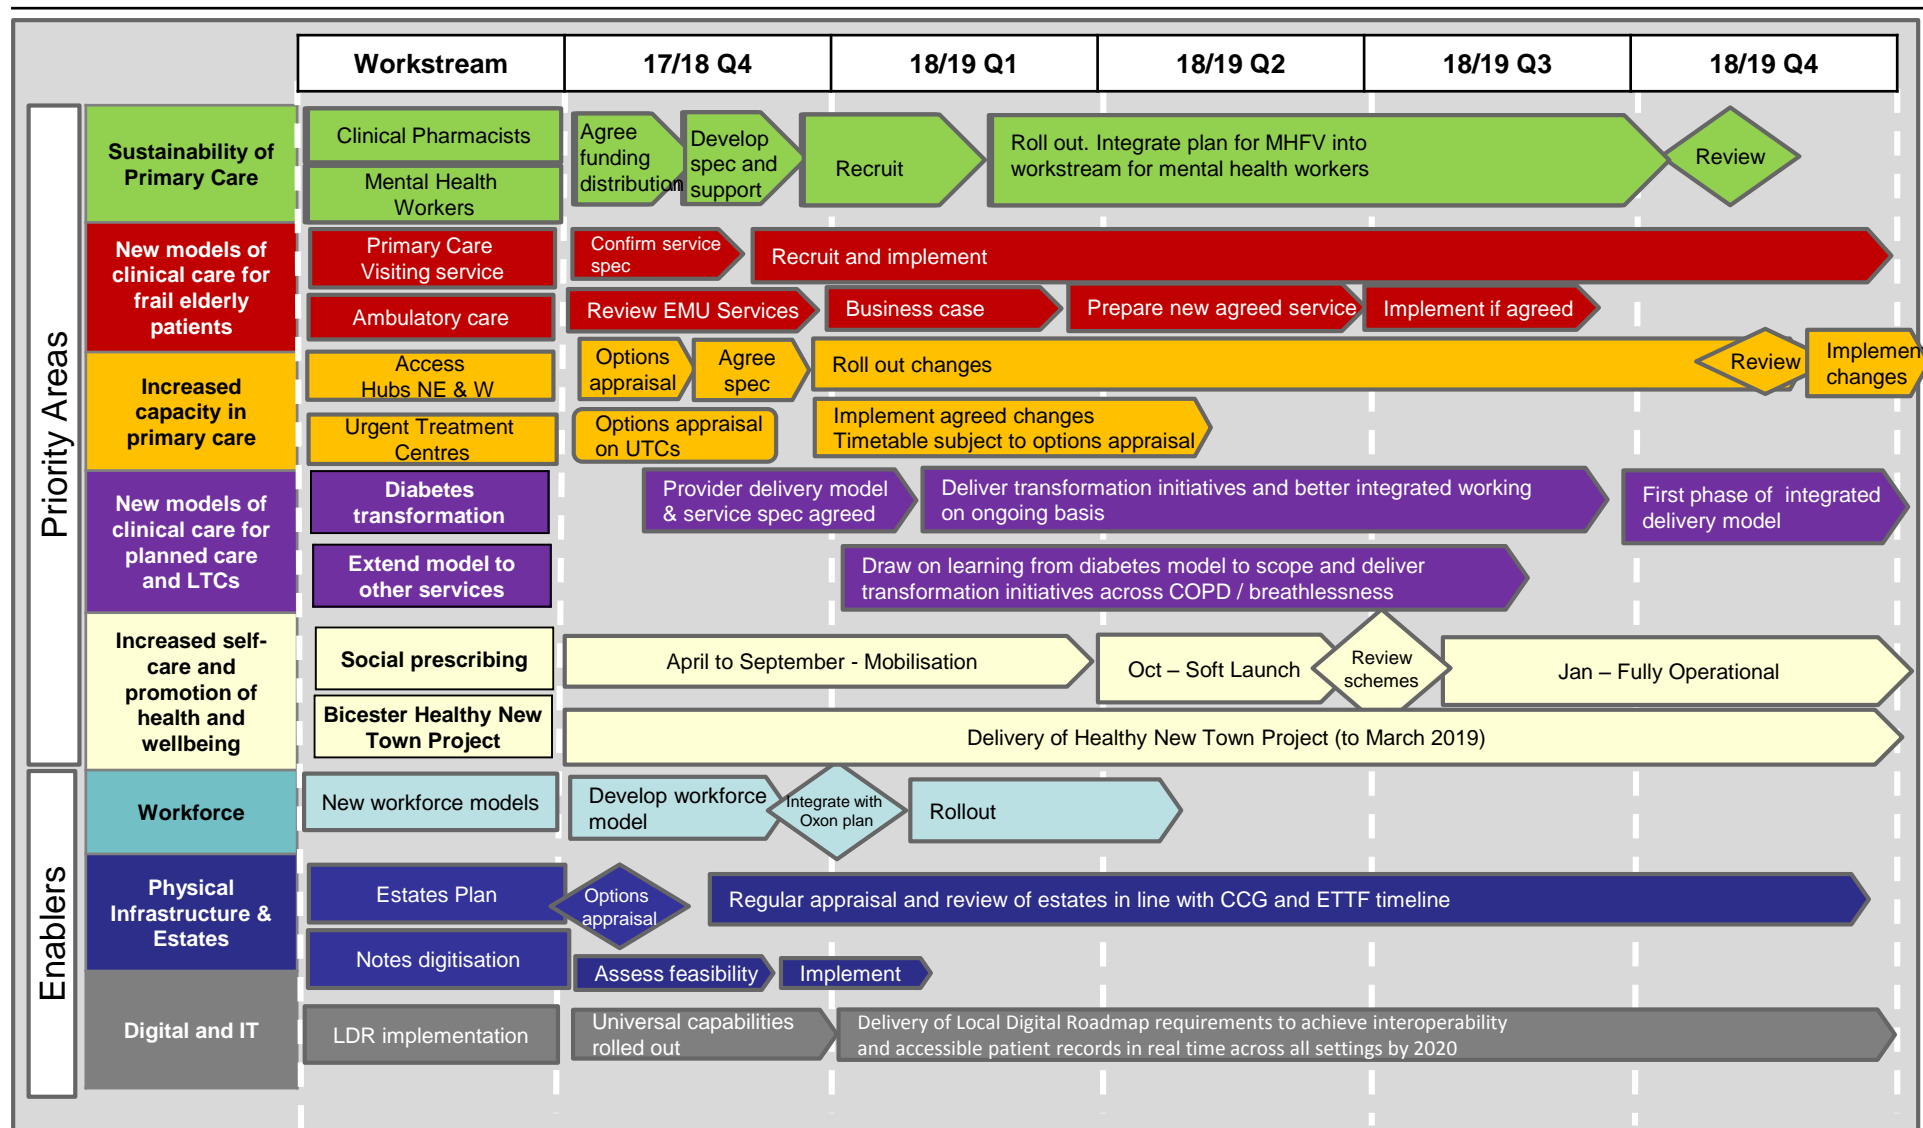 Workstream
17/18 Q4
18/19 Q1
18/19 Q2
18/19 Q3
18/19 Q4
Priority Areas
Sustainability of
Primary Care
Clinical Pharmacists
Mental Health
Workers
Agree
funding
distribution
Develop
spec and
support
Recruit
Roll out. Integrate plan for MHFV into
workstream for mental health workers
Review
New models of
clinical care for
frail elderly
patients
Primary Care
Visiting service
Confirm service
spec
Recruit and implement
Ambulatory care
Review EMU Services
Business case
Prepare new agreed service
Implement if agreed
Increased
capacity in
primary care
Access
Hubs NE & W
Options
appraisal
Agree
spec
Roll out changes
Review
Implement
changes
Urgent Treatment
Centres
Options appraisal
on UTCs
Implement agreed changes
Timetable subject to options appraisal
New models of
clinical care for
planned care
and LTCs
Diabetes
transformation
Provider delivery model
& service spec agreed
Deliver transformation initiatives and better integrated working
on ongoing basis
First phase of integrated
delivery model
Extend model to
other services
Draw on learning from diabetes model to scope and deliver
transformation initiatives across COPD / breathlessness
Increased self-
care and
promotion of
health and
wellbeing
Social prescribing
April to September - Mobilisation
Oct – Soft Launch
Review
schemes
Jan – Fully Operational
Bicester Healthy New
Town Project
Delivery of Healthy New Town Project (to March 2019)
Enablers
Workforce
New workforce models
Develop workforce
model
Integrate with
Oxon plan
Rollout
Physical
Infrastructure &
Estates
Estates Plan
Options
appraisal
Regular appraisal and review of estates in line with CCG and ETTF timeline
Notes digitisation
Assess feasibility
Implement
Digital and IT
LDR implementation
Universal capabilities
rolled out
Delivery of Local Digital Roadmap requirements to achieve interoperability
and accessible patient records in real time across all settings by 2020